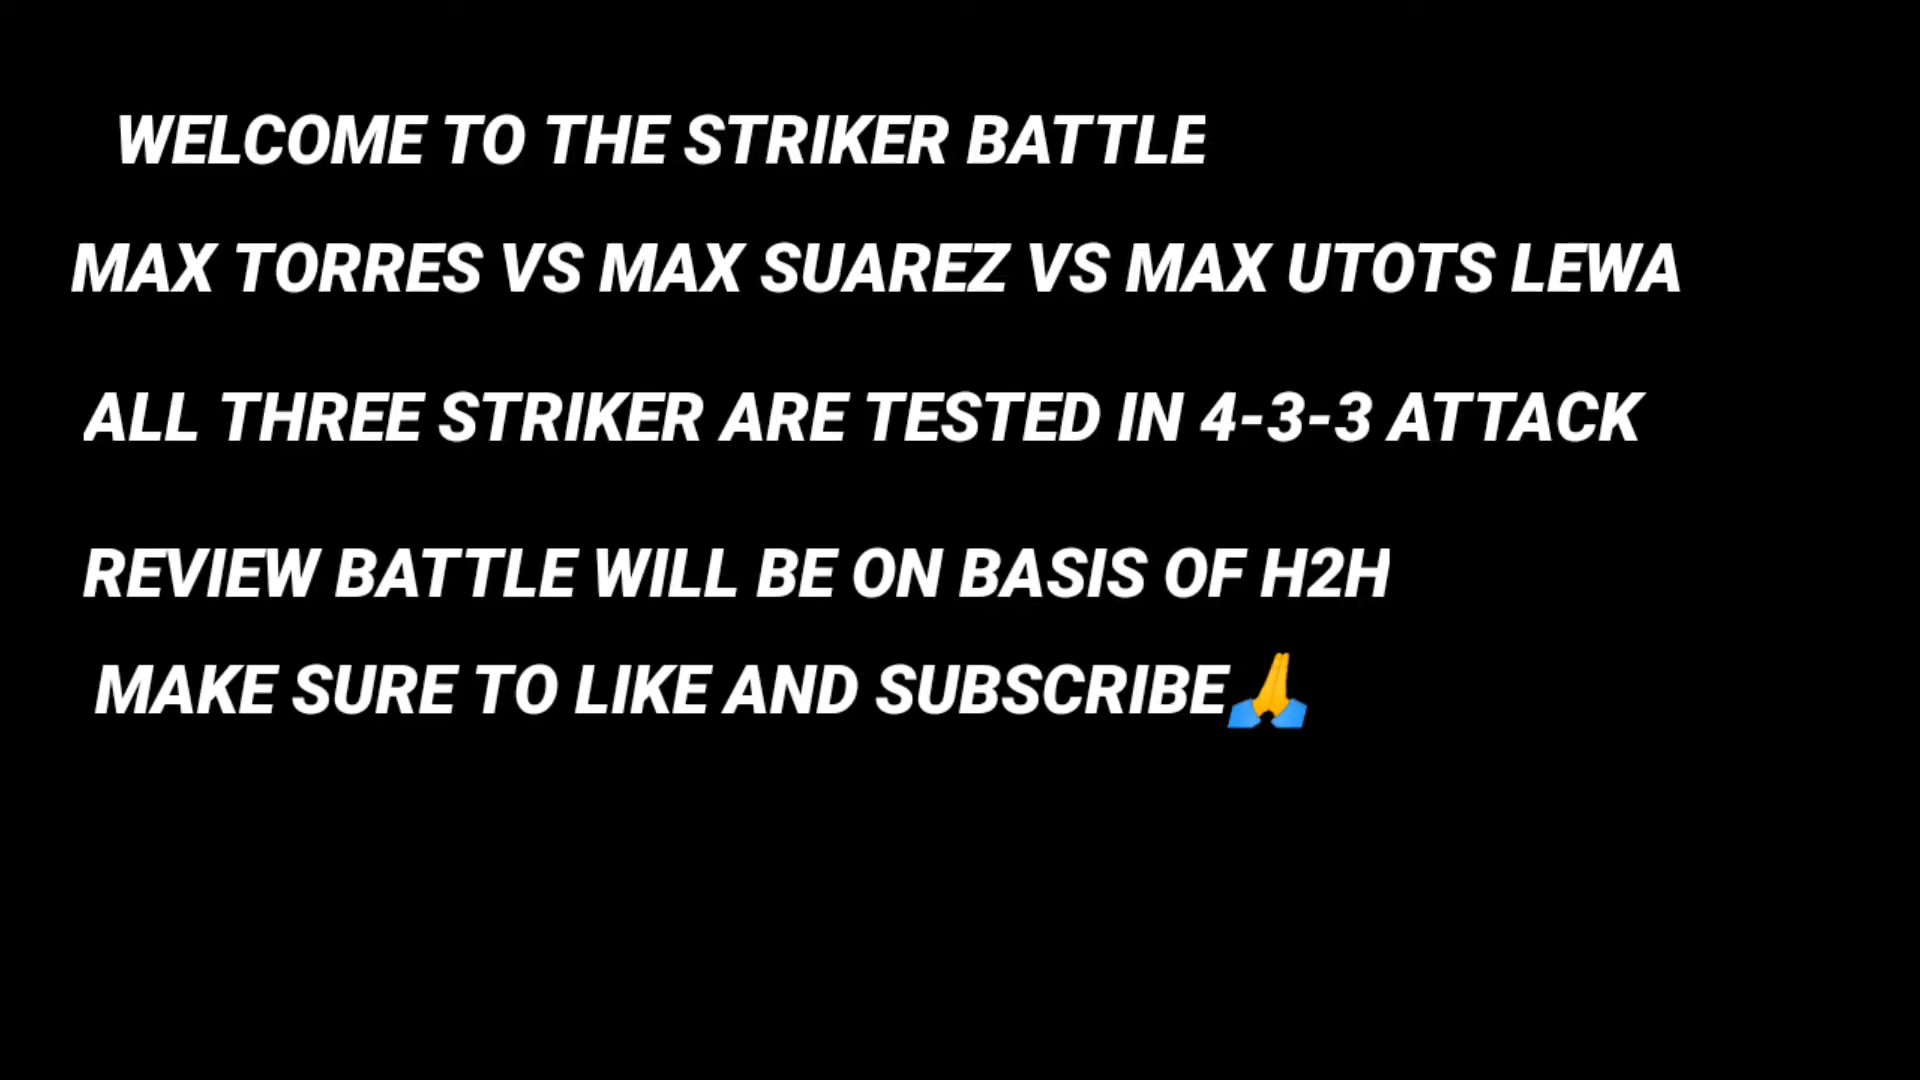 WELCOME TO THE STRIKER BATTLE
MAX TORRES VS MAX SUAREZ VS MAX UTOTS LEWA
ALL THREE STRIKER ARE TESTED IN 4-3-3 ATTACK
REVIEW BATTLE WILL BE ON BASIS OF H2H
MAKE SURE TO LIKE AND SUBSCRIBE🙏